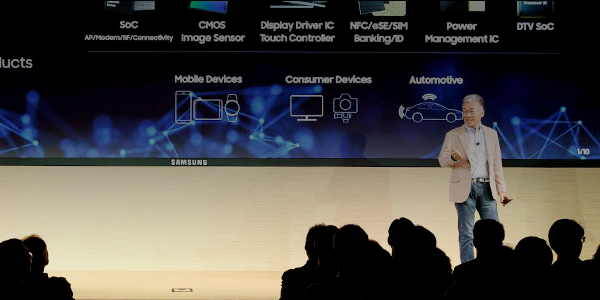 SoC
AP/Modem/RF/Connectivity
CMOS
Image Sensor
Display Driver IC
Touch Controller
NFC/eSE/SIM
Banking/ID
Power
Management IC
DTV SoC
ducts
Mobile Devices
Consumer Devices
Automotive
1/10
SAMSUNG